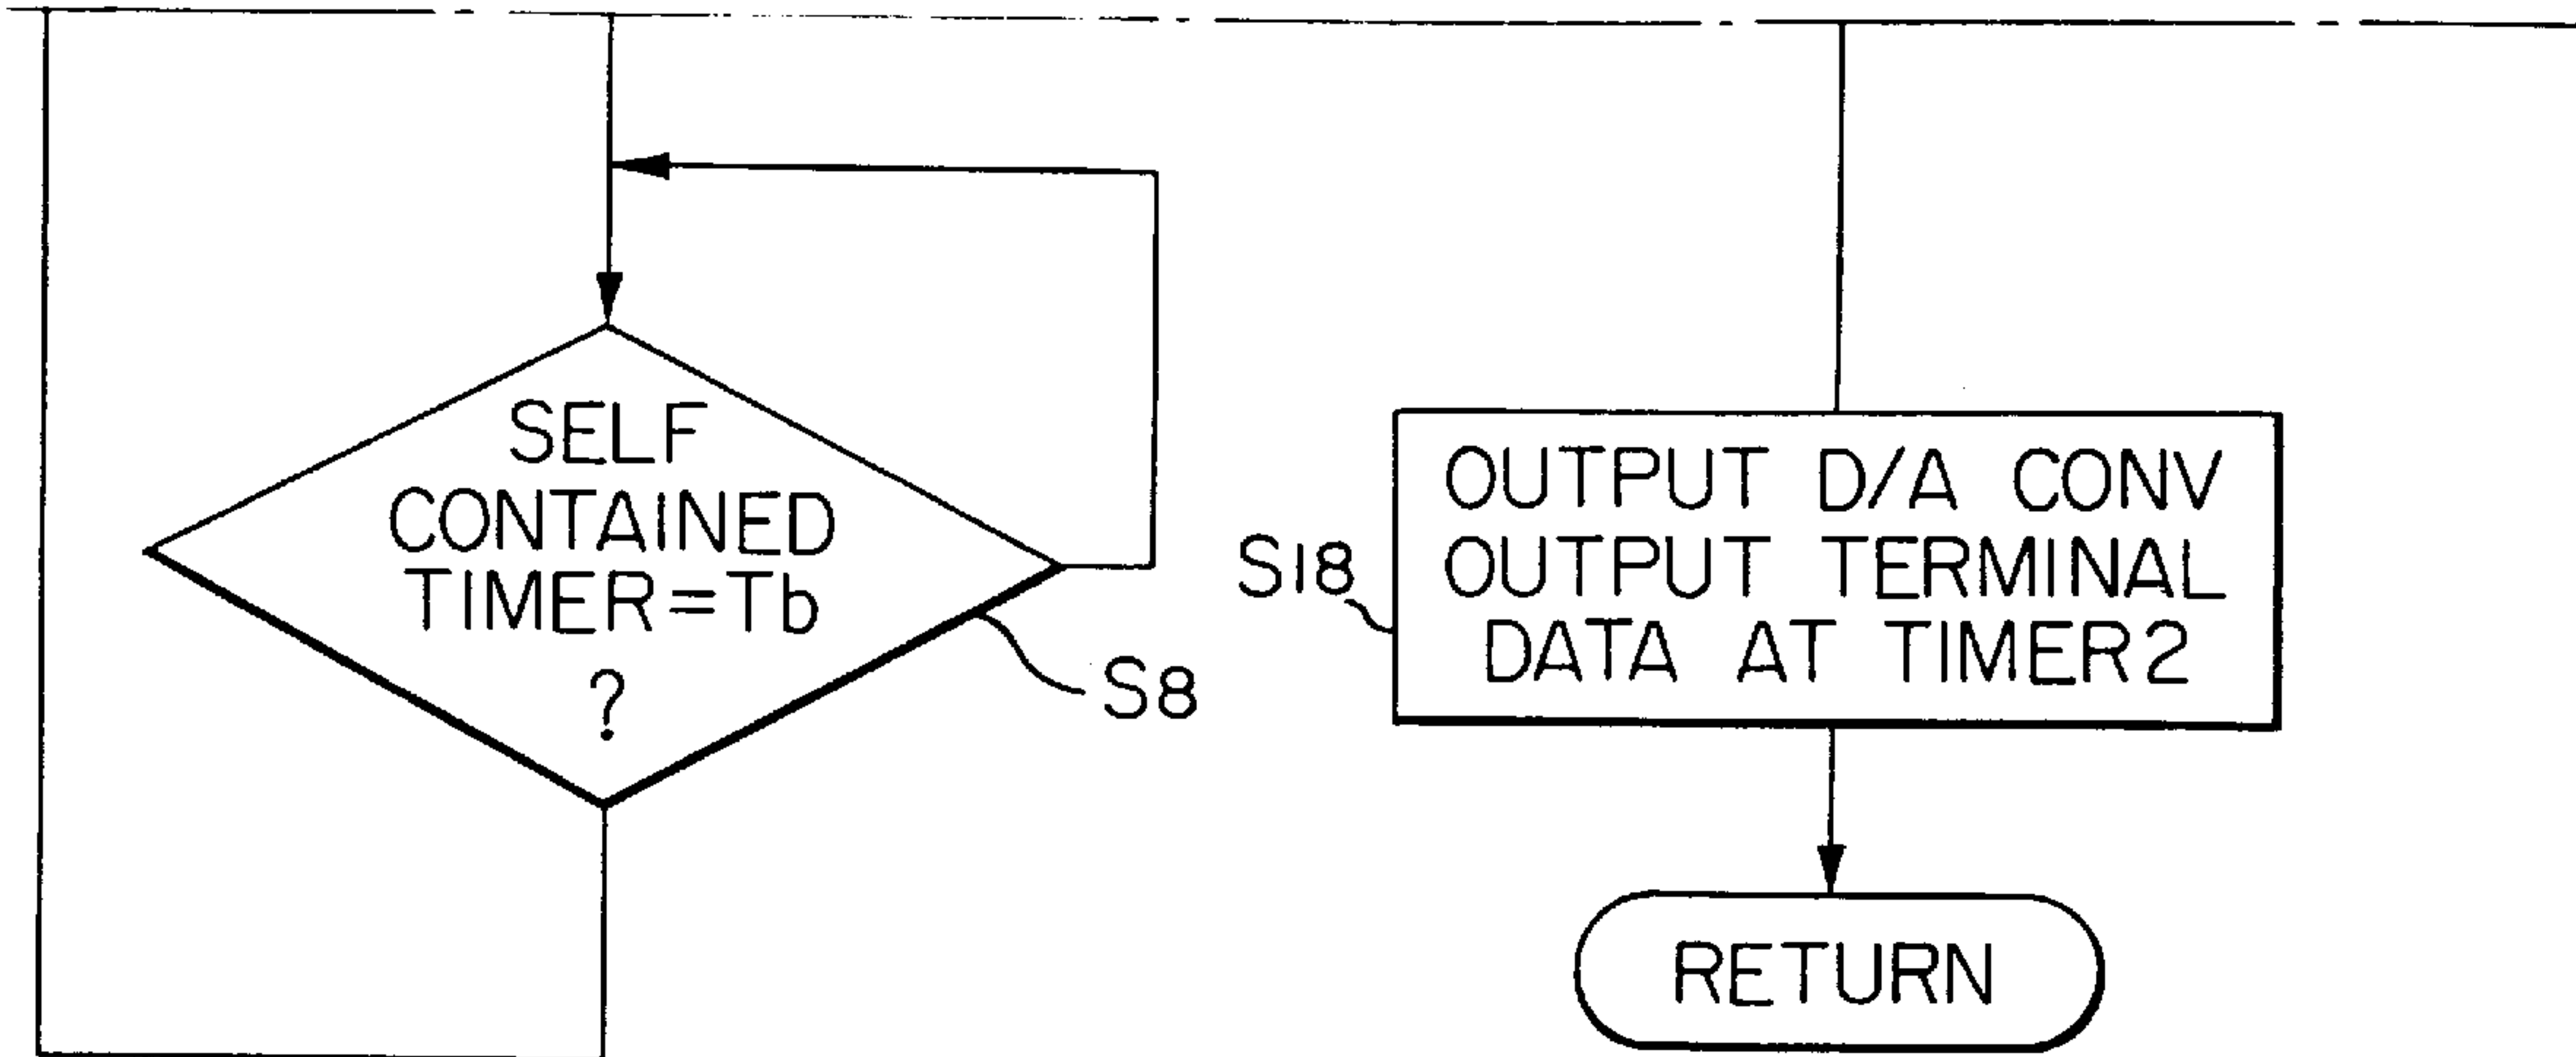 SELF
CONTAINED
TIMER=Tb
?
S8
S18
OUTPUT D/A CONV
OUTPUT TERMINAL
DATA AT TIMER2
RETURN